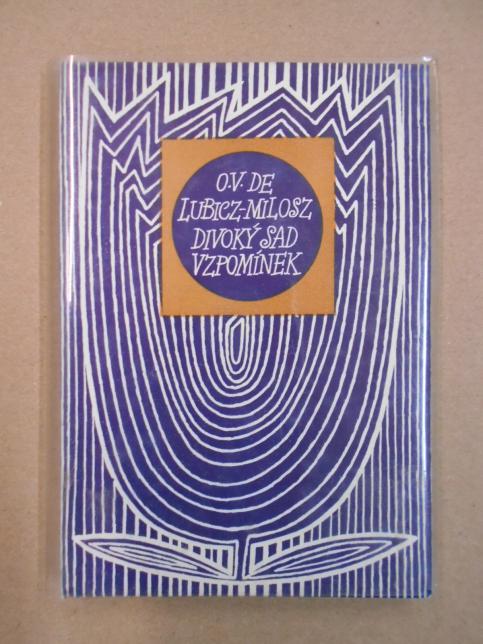 O.V. DE
LUBICZ-MILOSZ
DIVOKÝ SAD
VZPOMÍNEK